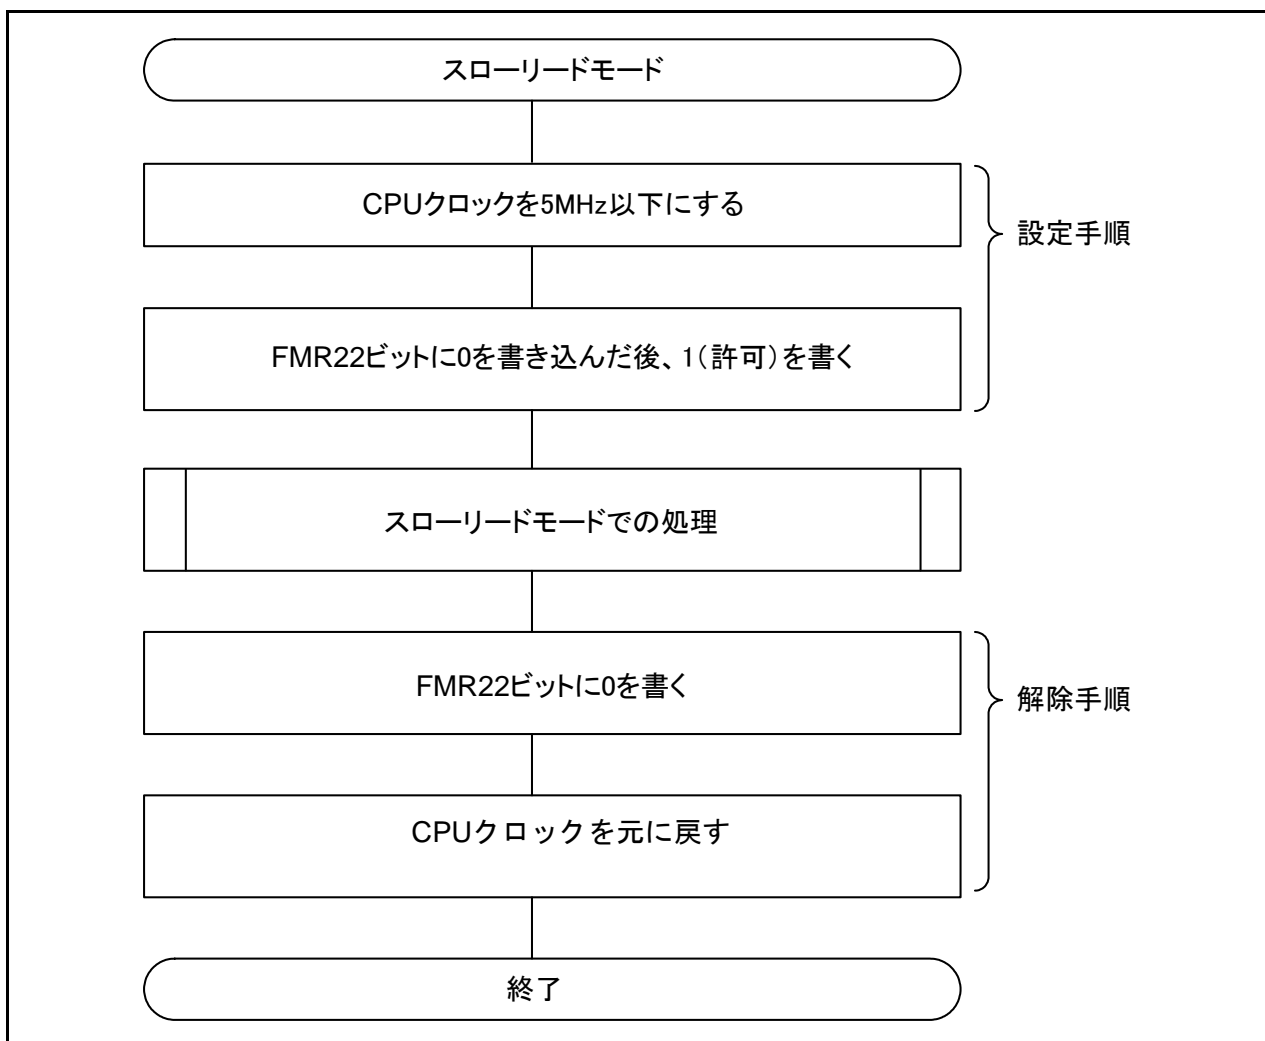 スローリードモード
CPUクロックを5MHz以下にする
設定手順
FMR22ビットに0を書き込んだ後、1(許可)を書く
スローリードモードでの処理
FMR22ビットに0を書く
解除手順
CPUクロックを元に戻す
終了